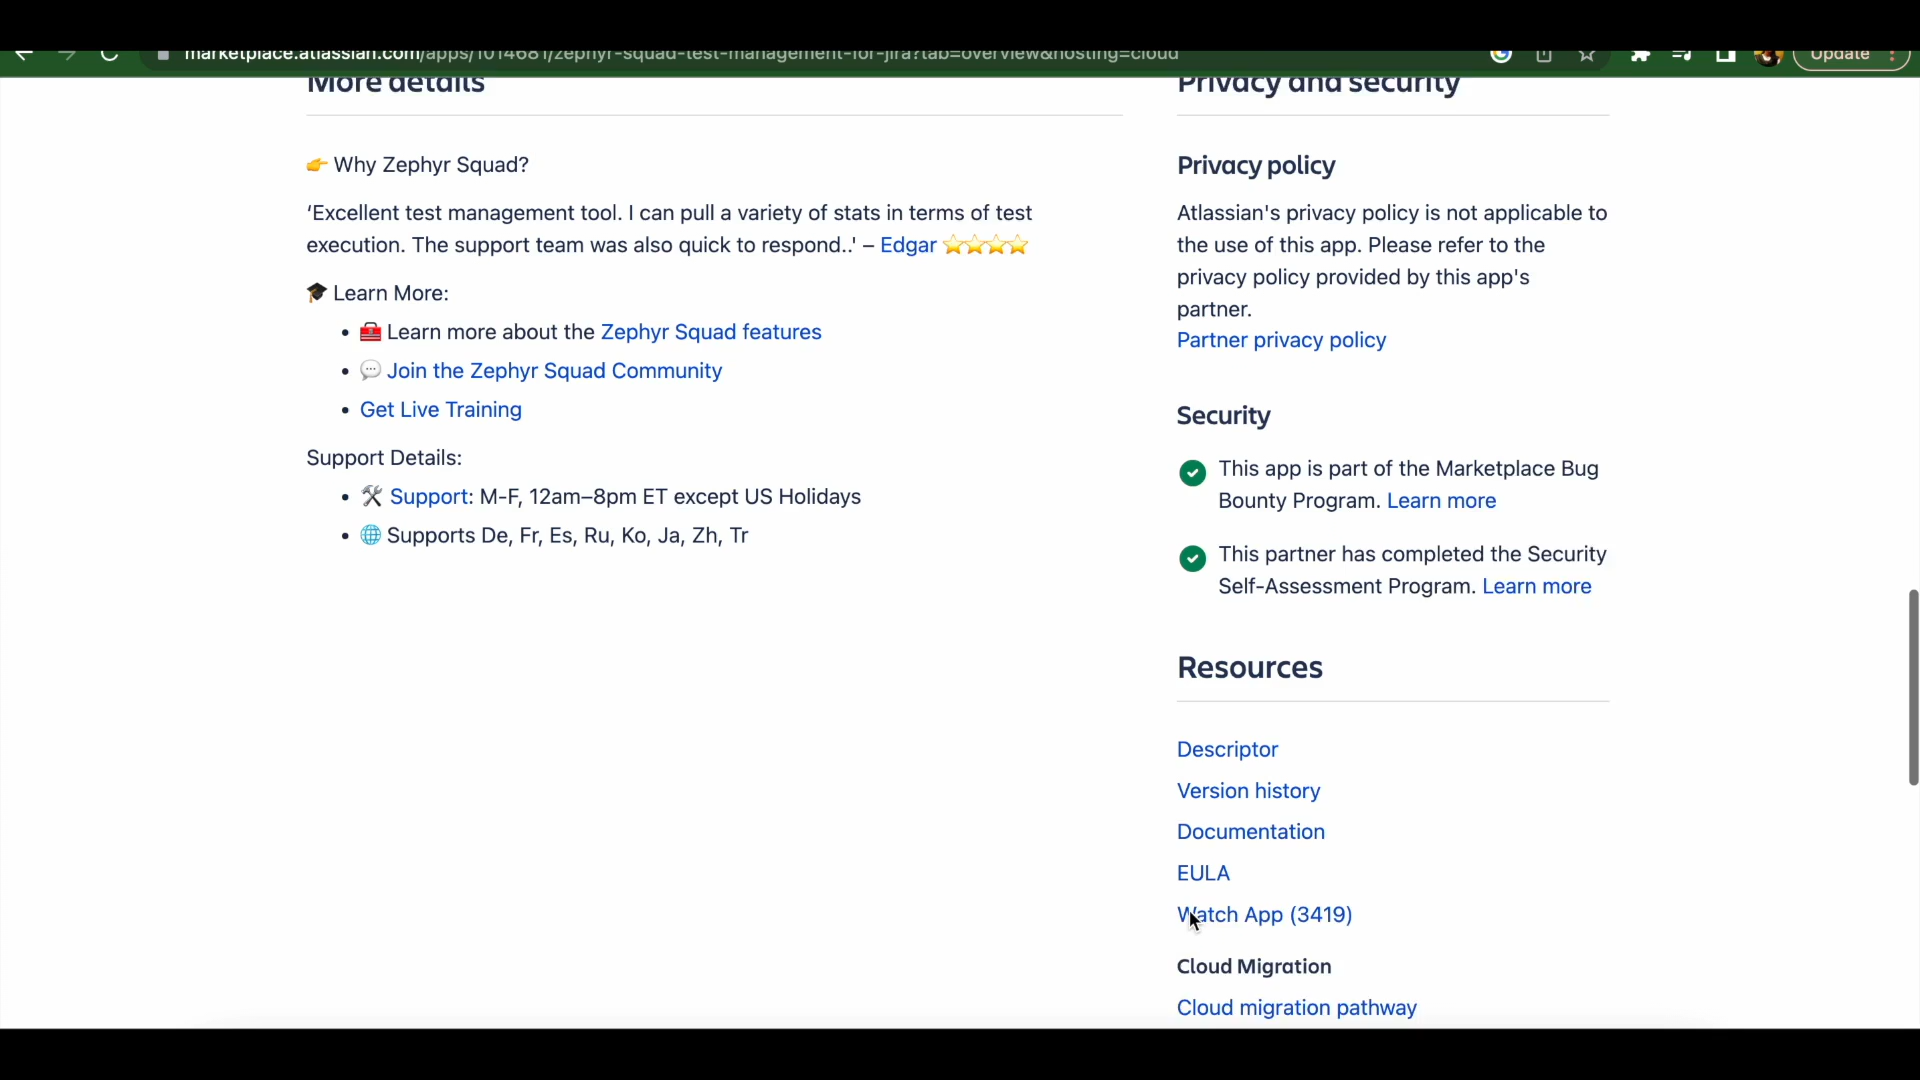 marketplace.atlassian.com/apps/1014681/zephyr-squad-test-management-for-jira?tab=overview&hosting=cloud
Update
More details
👉 Why Zephyr Squad?
‘Excellent test management tool. I can pull a variety of stats in terms of test
execution. The support team was also quick to respond..' – Edgar ⭐⭐⭐⭐
🎓 Learn More:
• 🧰 Learn more about the Zephyr Squad features
• 💬 Join the Zephyr Squad Community
• Get Live Training
Support Details:
• 🛠 Support: M-F, 12am–8pm ET except US Holidays
• 🌐 Supports De, Fr, Es, Ru, Ko, Ja, Zh, Tr
Privacy and security
Privacy policy
Atlassian's privacy policy is not applicable to
the use of this app. Please refer to the
privacy policy provided by this app's
partner.
Partner privacy policy
Security
This app is part of the Marketplace Bug
Bounty Program. Learn more
This partner has completed the Security
Self-Assessment Program. Learn more
Resources
Descriptor
Version history
Documentation
EULA
Watch App (3419)
Cloud Migration
Cloud migration pathway